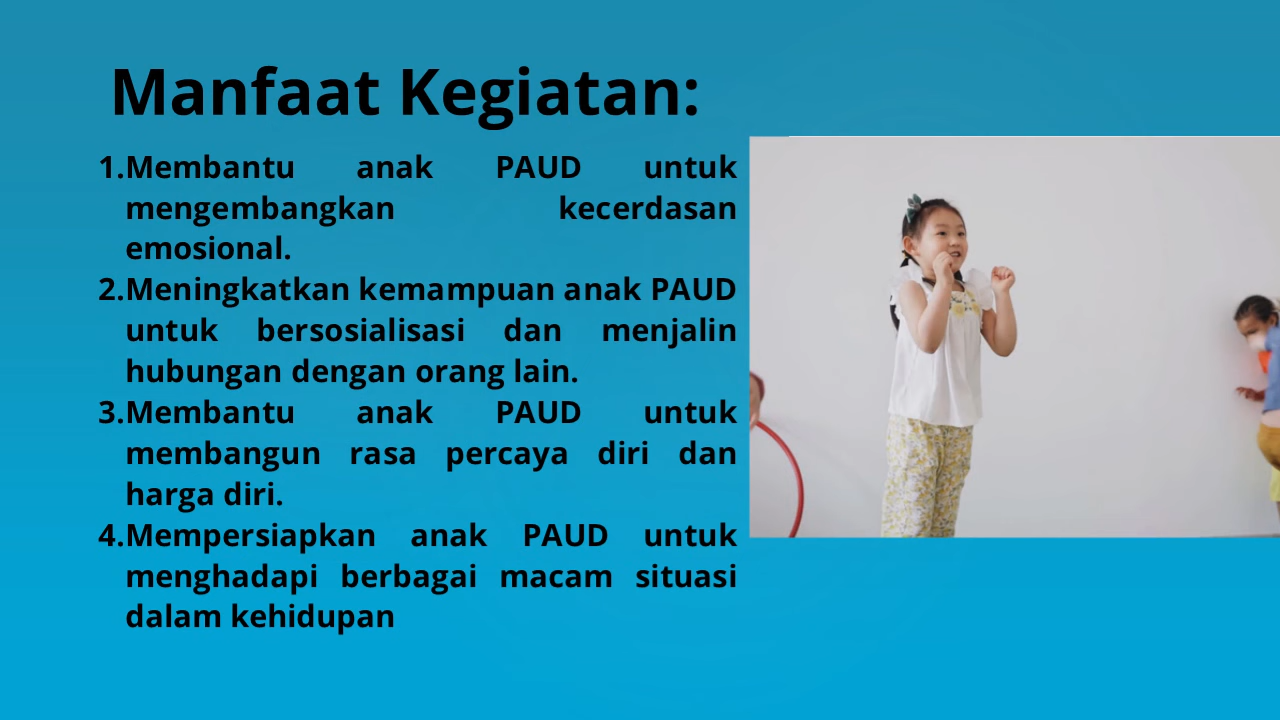 Manfaat Kegiatan:
1.Membantu anak PAUD untuk
mengembangkan kecerdasan
emosional.
2.Meningkatkan kemampuan anak PAUD
untuk bersosialisasi dan menjalin
hubungan dengan orang lain.
3.Membantu anak PAUD untuk
membangun rasa percaya diri dan
harga diri.
4.Mempersiapkan anak PAUD untuk
menghadapi berbagai macam situasi
dalam kehidupan